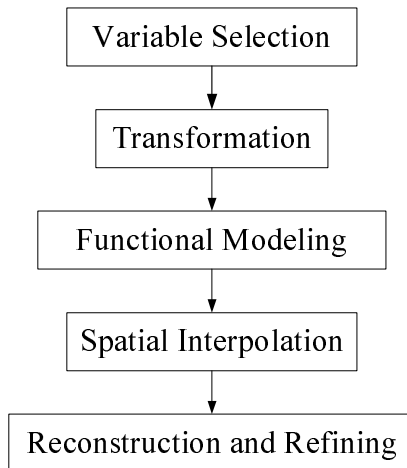 Variable Selection
Transformation
Functional Modeling
Spatial Interpolation
Reconstruction and Refining